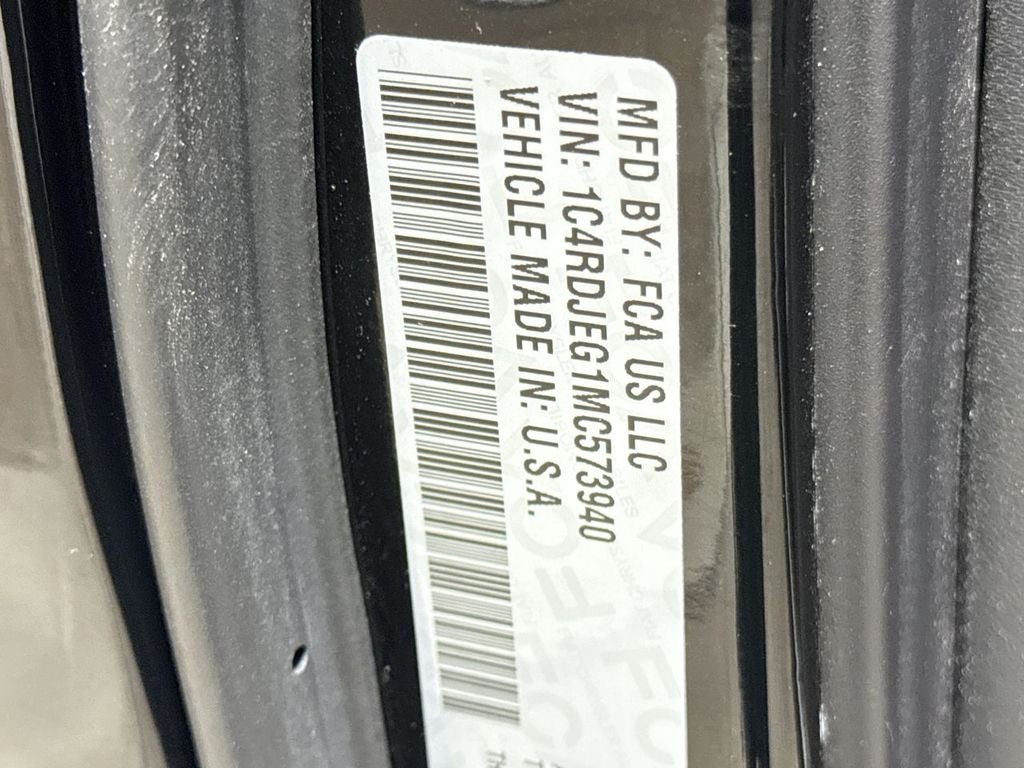 MFD BY: FCA US LLC
VIN: 1C4RDJEG1MC573940
VEHICLE MADE IN: U.S.A.